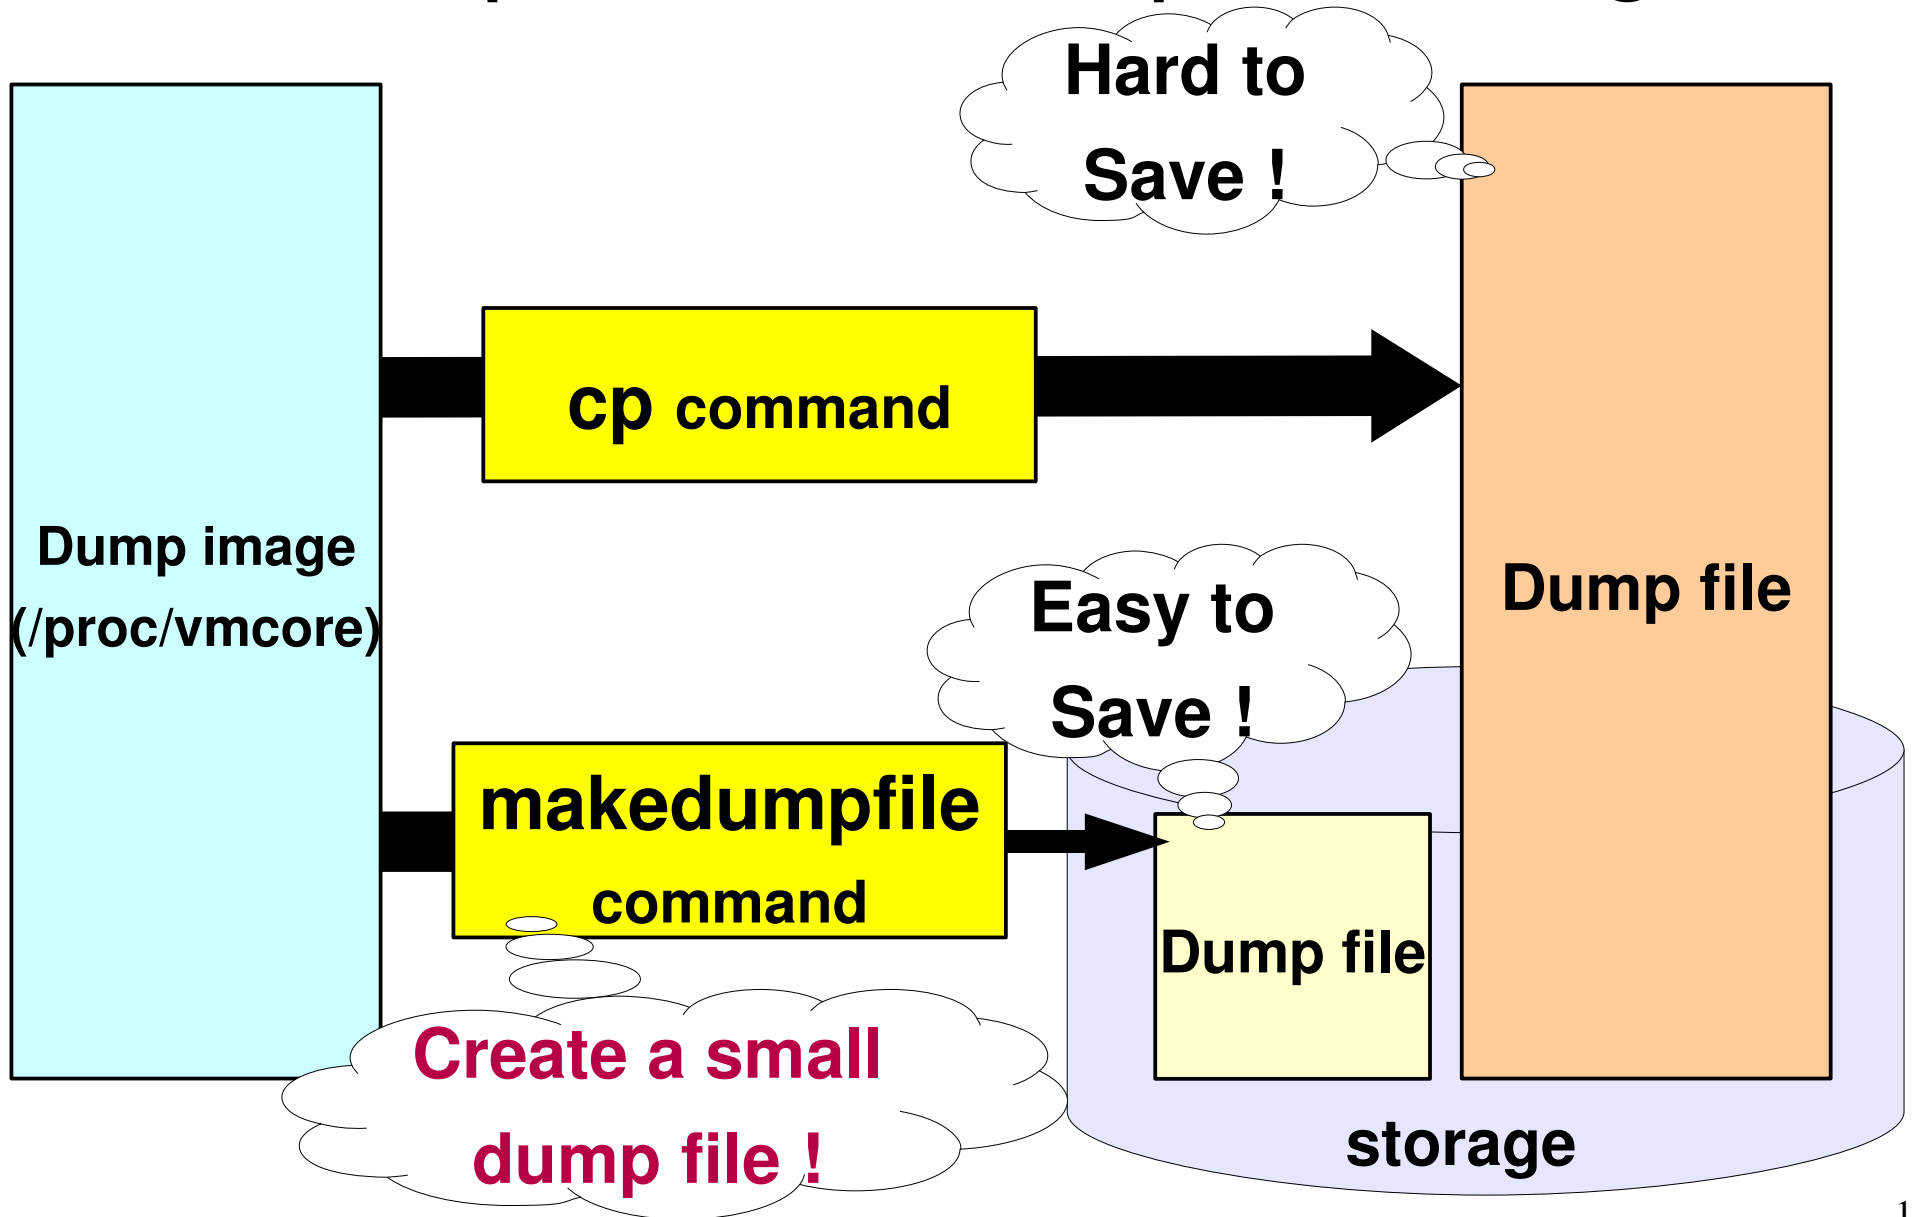 Hard to
Save !
cp command
Dump image
(/proc/vmcore)
Dump file
Easy to
Save !
makedumpfile
command
Dump file
Create a small
dump file !
storage
1